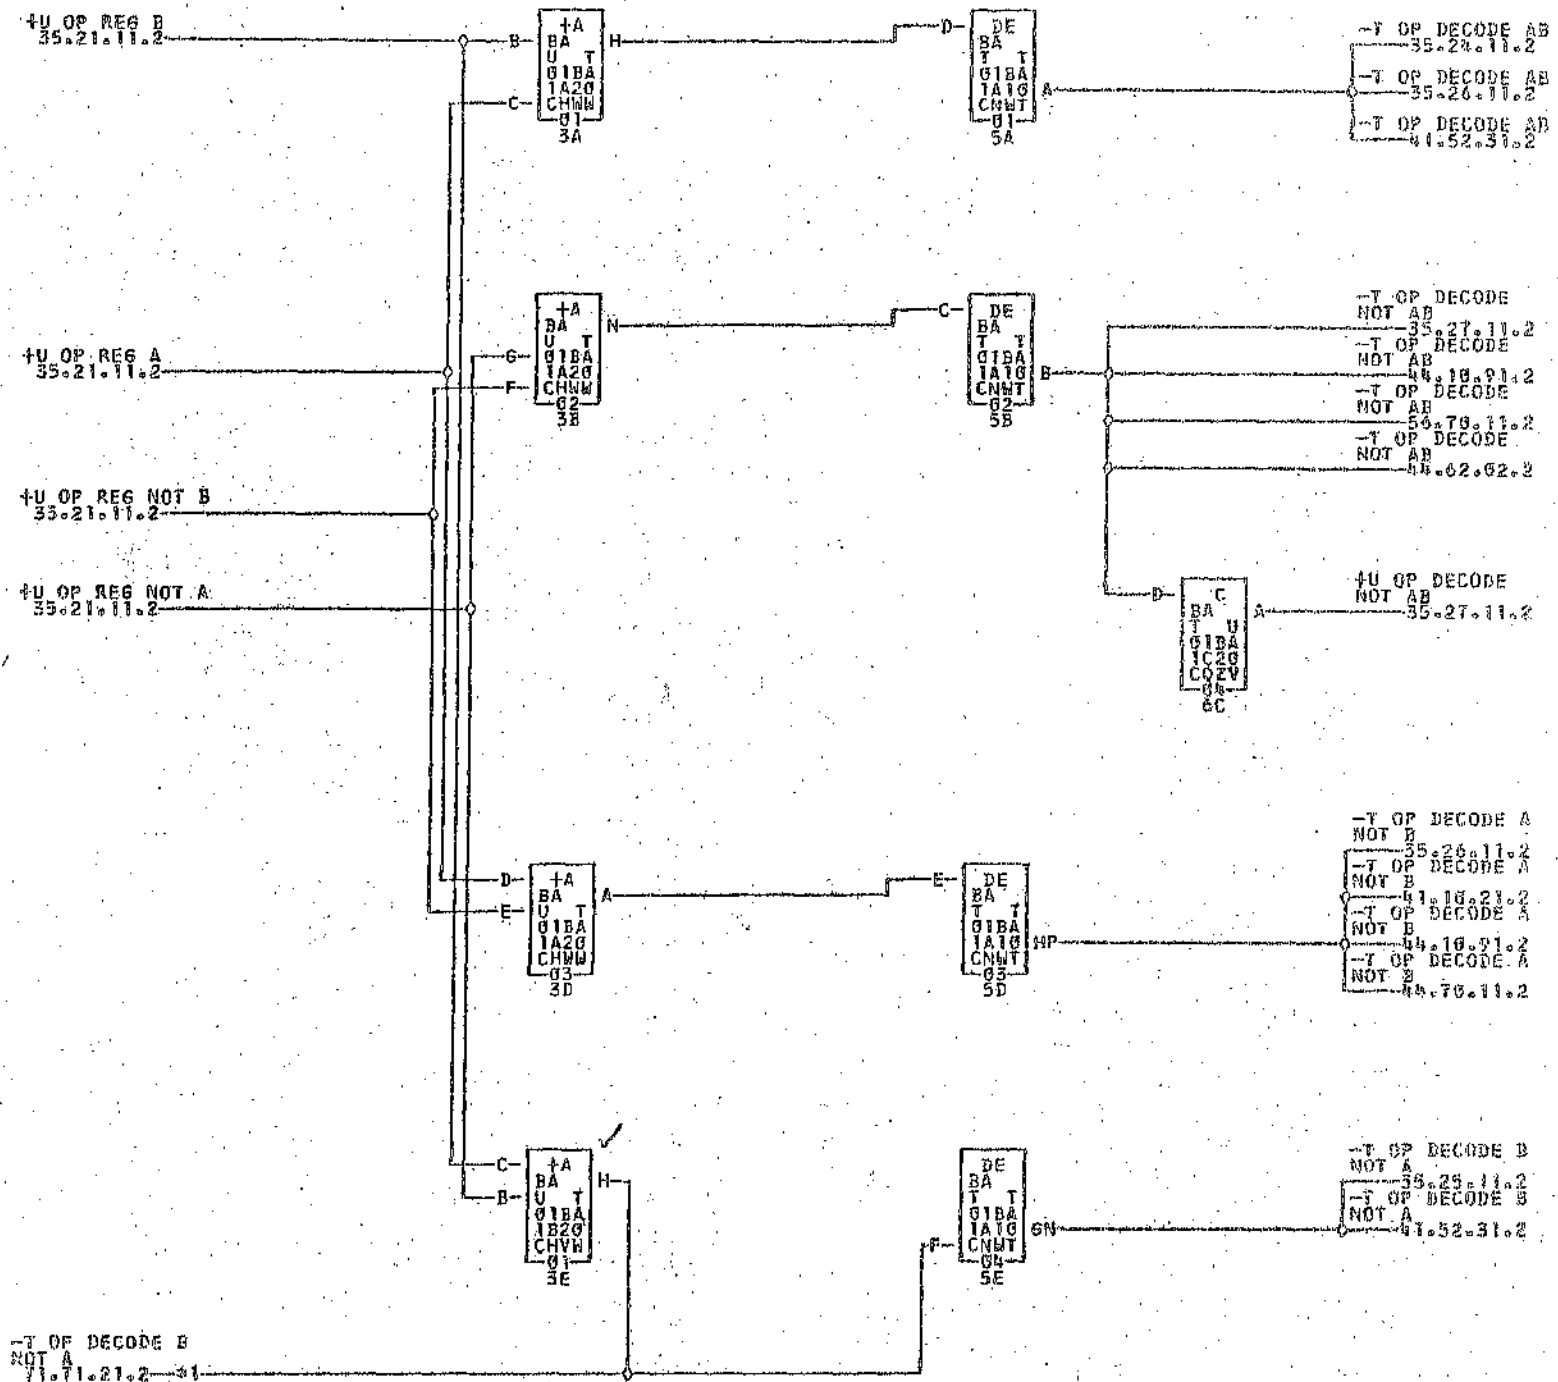 +U OP REG B
35.21.11.2
B
C
+A
BA
U T
01BA
1A20
CHWW
01
3A
H
D
DE
BA
T T
01BA
1A10
CNWT
01
5A
A
-T OP DECODE AB
35.24.11.2
-T OP DECODE AB
35.26.11.2
-T OP DECODE AB
41.52.31.2
+U OP REG A
35.21.11.2
G
F
+A
BA
U T
01BA
1A20
CHWW
02
3B
N
C
DE
BA
T T
01BA
1A10
CNWT
02
5B
B
-T OP DECODE
NOT AB
35.27.11.2
-T OP DECODE
NOT AB
44.10.91.2
-T OP DECODE
NOT AB
-T OP DECODE
NOT AB
+U OP REG NOT B
35.21.11.2
+U OP REG NOT A
35.21.11.2
D
C
BA
T U
01BA
1C20
CQZV
04
6C
A
+U OP DECODE
NOT AB
35.27.11.2
D
E
+A
BA
U T
01BA
1A20
CHWW
03
3D
A
E
DE
BA
T T
01BA
1A10
CNWT
03
5D
HP
-T OP DECODE A
NOT B
35.26.11.2
-T OP DECODE A
NOT B
41.10.21.2
-T OP DECODE A
NOT B
44.10.91.2
-T OP DECODE A
NOT B
44.70.11.2
C
B
+A
BA
U T
01BA
1B20
CHVW
01
3E
H
F
DE
BA
T T
01BA
1A10
CNWT
04
5E
GN
-T OP DECODE B
NOT A
35.25.11.2
-T OP DECODE B
NOT A
41.52.31.2
-T OP DECODE B
NOT A
71.71.21.2 *1